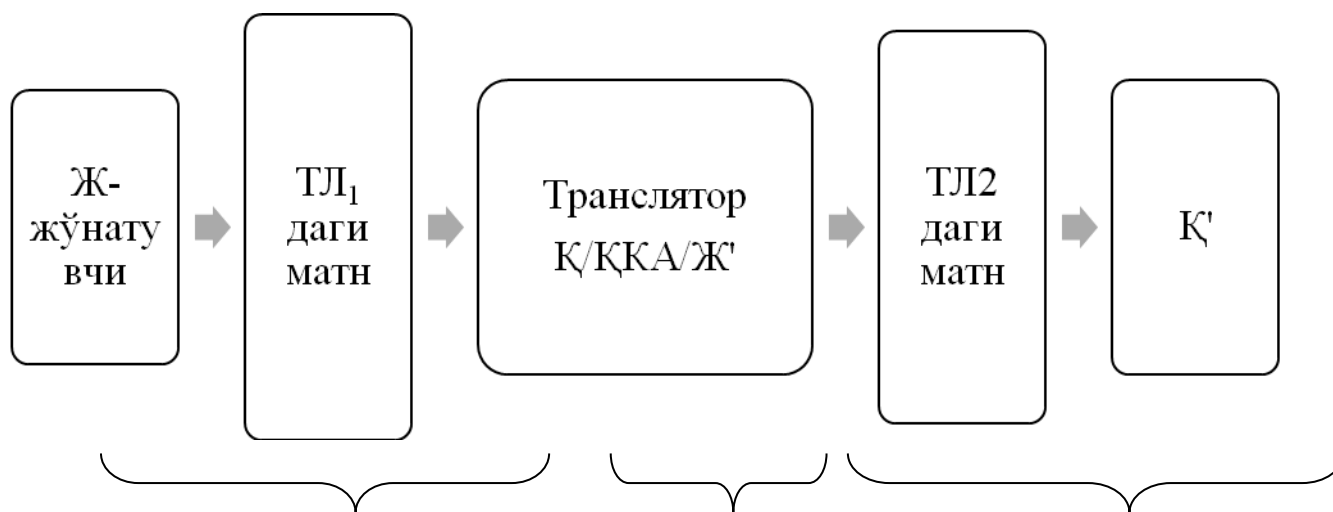 Ж-
жўнату
вчи
ТЛ₁
даги
матн
Транслятор
Қ/ҚКА/Ж'
ТЛ2
даги
матн
Қ'